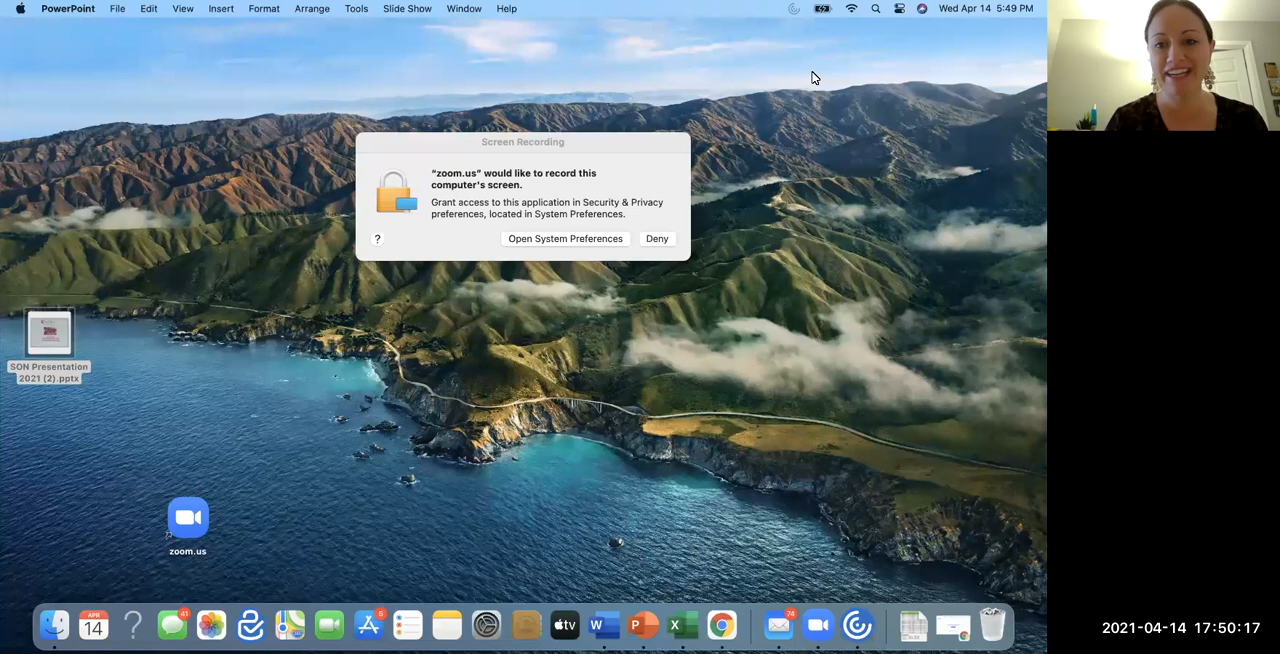 PowerPoint File Edit View Insert Format Arrange Tools Slide Show Window Help Wed Apr 14 5:49 PM
Screen Recording
“zoom.us” would like to record this
computer's screen.
Grant access to this application in Security & Privacy
preferences, located in System Preferences.
? Open System Preferences Deny
SON Presentation
2021 (2).pptx
zoom.us
41 5 74
APR
14 ? tv W P X
2021-04-14 17:50:17